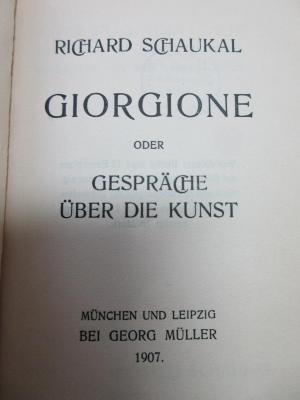 RICHARD SCHAUKAL
GIORGIONE
ODER
GESPRÄCHE
ÜBER DIE KUNST
MÜNCHEN UND LEIPZIG
BEI GEORG MÜLLER
1907.